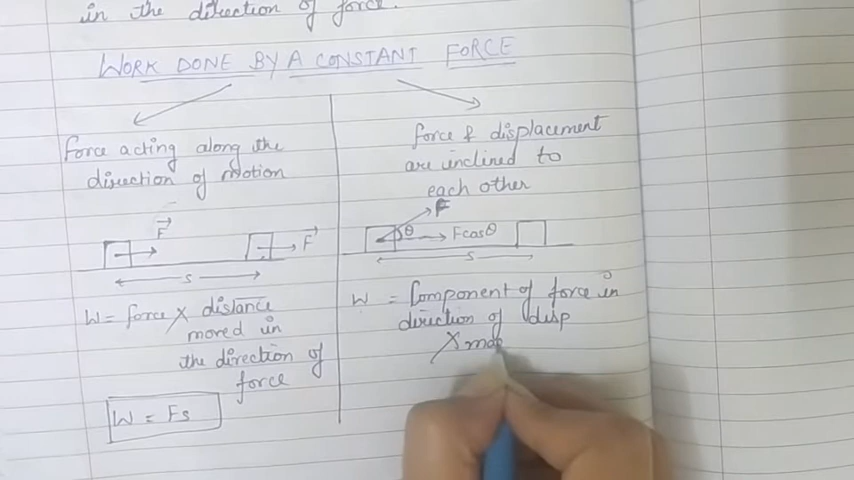 in the direction of force.
WORK DONE BY A CONSTANT FORCE
force acting along the
direction of motion
F
F
S
W = force X distance
moved in
the direction of
force
W = Fs
force & displacement
are inclined to
each other
F
θ
Fcosθ
S
W = Component of force in
direction of disp
X